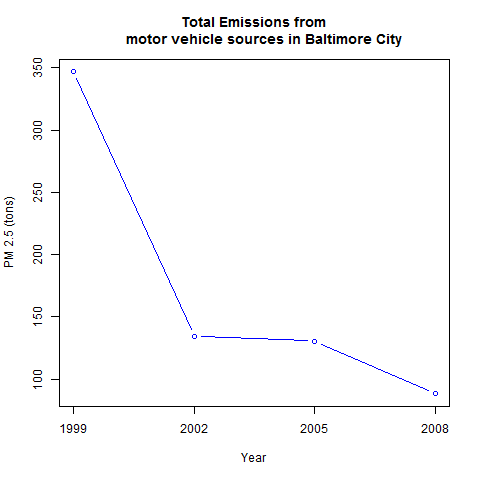 Total Emissions from
motor vehicle sources in Baltimore City
350
300
250
200
150
100
PM 2.5 (tons)
1999 2002 2005 2008
Year